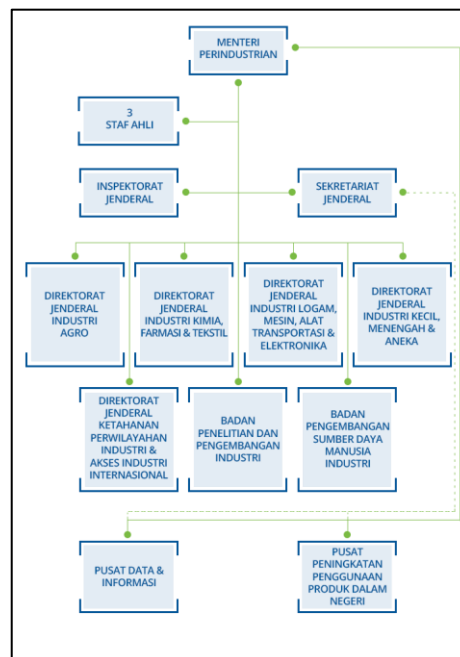 MENTERI
PERINDUSTRIAN
3
STAF AHLI
INSPEKTORAT
JENDERAL
SEKRETARIAT
JENDERAL
DIREKTORAT
JENDERAL
INDUSTRI
AGRO
DIREKTORAT
JENDERAL
INDUSTRI KIMIA,
FARMASI & TEKSTIL
DIREKTORAT
JENDERAL
INDUSTRI LOGAM,
MESIN, ALAT
TRANSPORTASI &
ELEKTRONIKA
DIREKTORAT
JENDERAL
INDUSTRI KECIL,
MENENGAH &
ANEKA
DIREKTORAT
JENDERAL
KETAHANAN
PERWILAYAHAN
INDUSTRI &
AKSES INDUSTRI
INTERNASIONAL
BADAN
PENELITIAN DAN
PENGEMBANGAN
INDUSTRI
BADAN
PENGEMBANGAN
SUMBER DAYA
MANUSIA
INDUSTRI
PUSAT DATA &
INFORMASI
PUSAT
PENINGKATAN
PENGGUNAAN
PRODUK DALAM
NEGERI